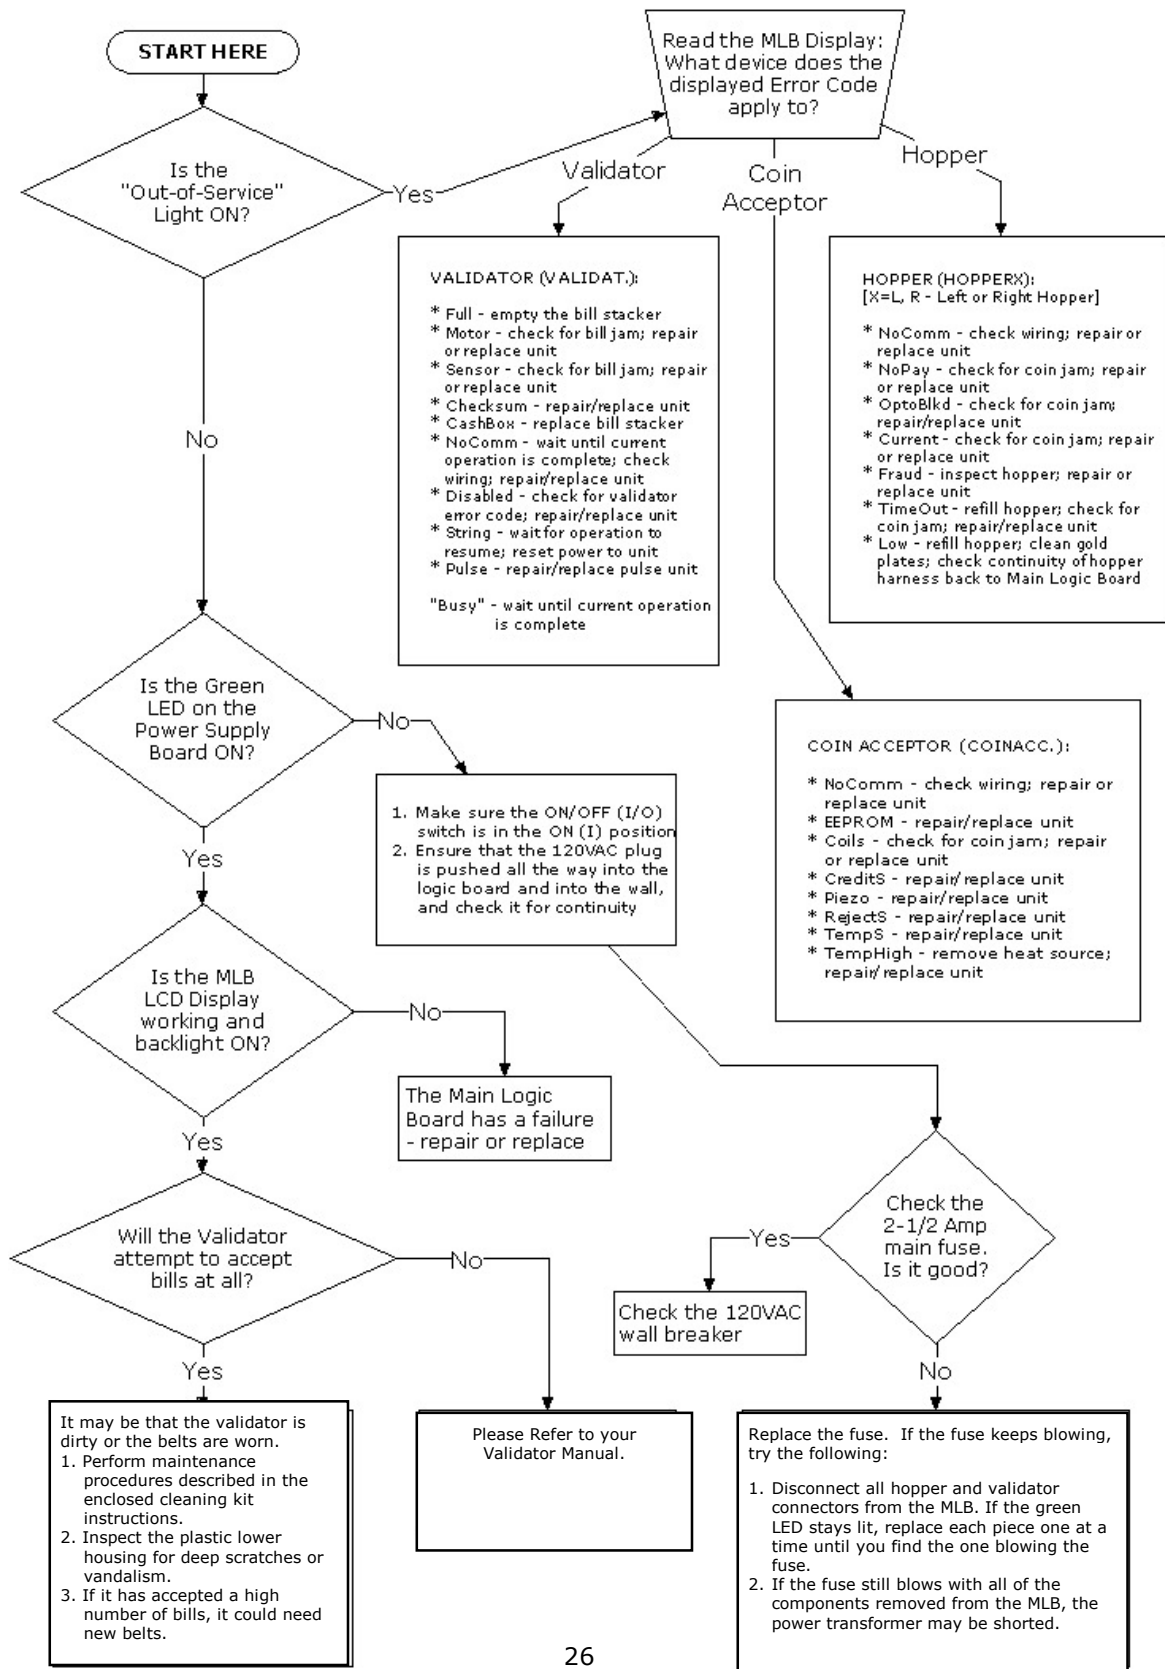 START HERE
Read the MLB Display:
What device does the
displayed Error Code
apply to?
Is the
"Out-of-Service"
Light ON?
Yes
Validator
Coin
Acceptor
Hopper
VALIDATOR (VALIDAT.):
* Full - empty the bill stacker
* Motor - check for bill jam; repair
or replace unit
* Sensor - check for bill jam; repair
or replace unit
* Checksum - repair/replace unit
* CashBox - replace bill stacker
* NoComm - wait until current
operation is complete; check
wiring; repair/replace unit
* Disabled - check for validator
error code; repair/replace unit
* String - wait for operation to
resume; reset power to unit
* Pulse - repair/replace pulse unit
"Busy" - wait until current operation
is complete
HOPPER (HOPPERX):
[X=L, R - Left or Right Hopper]
* NoComm - check wiring; repair or
replace unit
* NoPay - check for coin jam; repair
or replace unit
* OptoBlkd - check for coin jam;
repair/replace unit
* Current - check for coin jam; repair
or replace unit
* Fraud - inspect hopper; repair or
replace unit
* TimeOut - refill hopper; check for
coin jam; repair/replace unit
* Low - refill hopper; clean gold
plates; check continuity of hopper
harness back to Main Logic Board
No
Is the Green
LED on the
Power Supply
Board ON?
No
1. Make sure the ON/OFF (I/O)
switch is in the ON (I) position
2. Ensure that the 120VAC plug
is pushed all the way into the
logic board and into the wall,
and check it for continuity
COIN ACCEPTOR (COINACC.):
* NoComm - check wiring; repair or
replace unit
* EEPROM - repair/replace unit
* Coils - check for coin jam; repair
or replace unit
* CreditS - repair/replace unit
* Piezo - repair/replace unit
* RejectS - repair/replace unit
* TempS - repair/replace unit
* TempHigh - remove heat source;
repair/replace unit
Yes
Is the MLB
LCD Display
working and
backlight ON?
No
The Main Logic
Board has a failure
- repair or replace
Yes
Will the Validator
attempt to accept
bills at all?
No
Check the
2-1/2 Amp
main fuse.
Is it good?
Yes
Check the 120VAC
wall breaker
No
Yes
It may be that the validator is
dirty or the belts are worn.
1. Perform maintenance
procedures described in the
enclosed cleaning kit
instructions.
2. Inspect the plastic lower
housing for deep scratches or
vandalism.
3. If it has accepted a high
number of bills, it could need
new belts.
Please Refer to your
Validator Manual.
Replace the fuse. If the fuse keeps blowing,
try the following:
1. Disconnect all hopper and validator
connectors from the MLB. If the green
LED stays lit, replace each piece one at a
time until you find the one blowing the
fuse.
2. If the fuse still blows with all of the
components removed from the MLB, the
power transformer may be shorted.
26